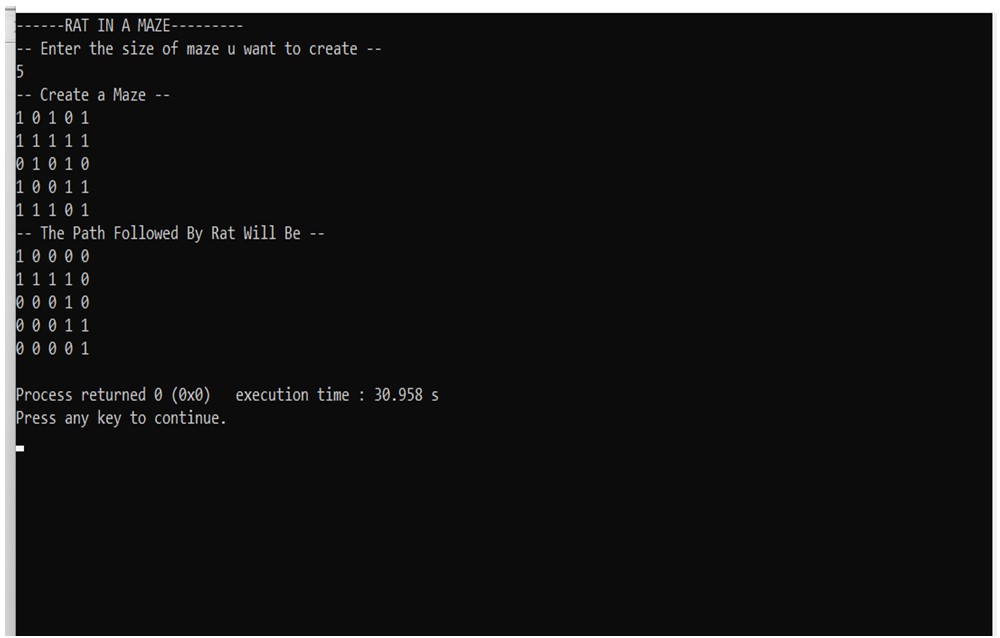 ------RAT IN A MAZE---------
-- Enter the size of maze u want to create --
5
-- Create a Maze --
1 0 1 0 1
1 1 1 1 1
0 1 0 1 0
1 0 0 1 1
1 1 1 0 1
-- The Path Followed By Rat Will Be --
1 0 0 0 0
1 1 1 1 0
0 0 0 1 0
0 0 0 1 1
0 0 0 0 1
Process returned 0 (0x0)   execution time : 30.958 s
Press any key to continue.